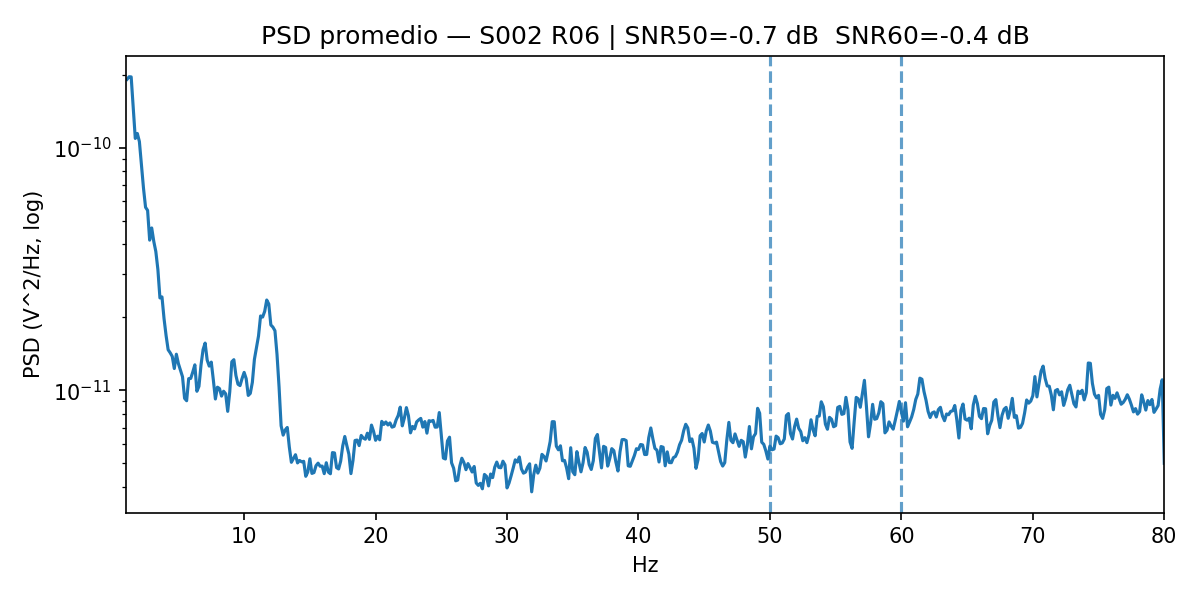 PSD promedio — S002 R06 | SNR50=-0.7 dB  SNR60=-0.4 dB
PSD (V^2/Hz, log)
10⁻¹⁰
10⁻¹¹
10 20 30 40 50 60 70 80
Hz